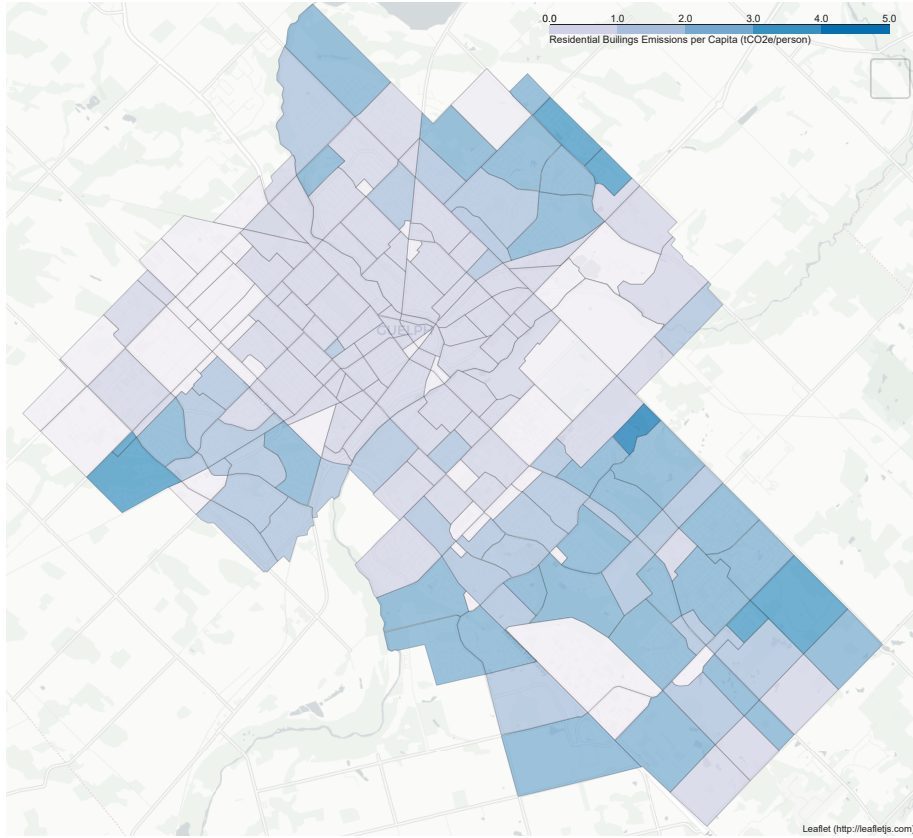 0.0 1.0 2.0 3.0 4.0 5.0
Residential Builings Emissions per Capita (tCO2e/person)
GUELPH
Leaflet (http://leafletjs.com